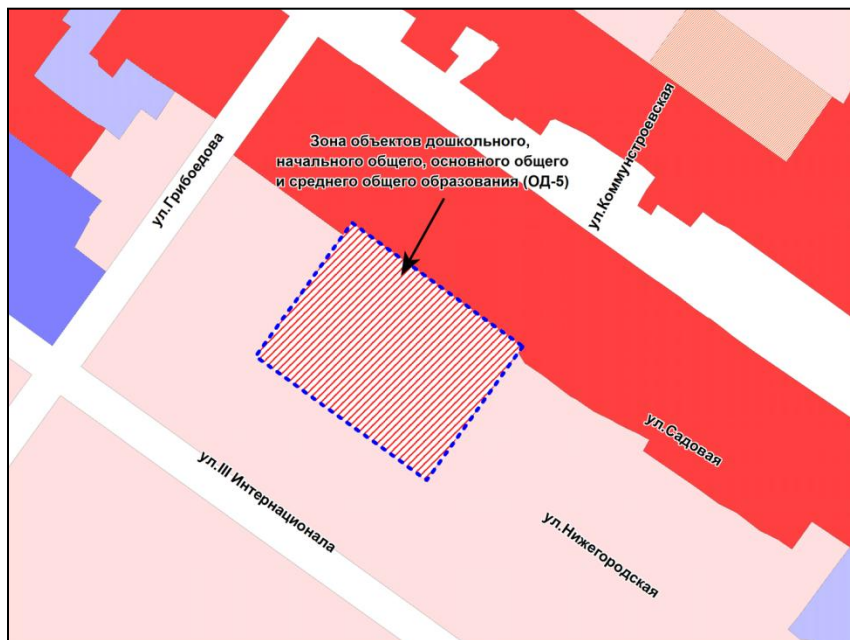 Зона объектов дошкольного,
начального общего, основного общего
и среднего общего образования (ОД-5)
ул.Грибоедова
ул.Коммунстроевская
ул.Садовая
ул.III Интернационала
ул.Нижегородская